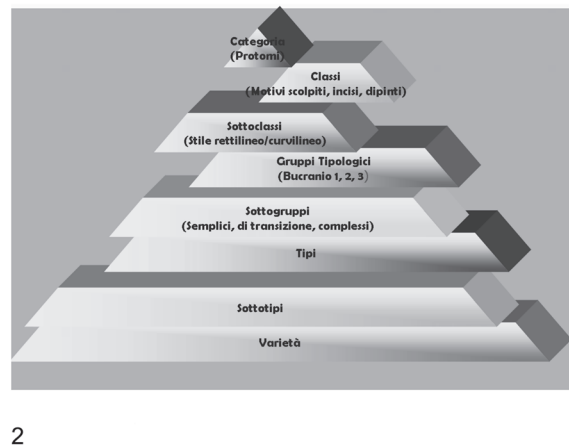 Categoria
(Protomi)
Classi
(Motivi scolpiti, incisi, dipinti)
Sottoclassi
(Stile rettilineo/curvilineo)
Gruppi Tipologici
(Bucranio 1, 2, 3)
Sottogruppi
(Semplici, di transizione, complessi)
Tipi
Sottotipi
Varietà
2